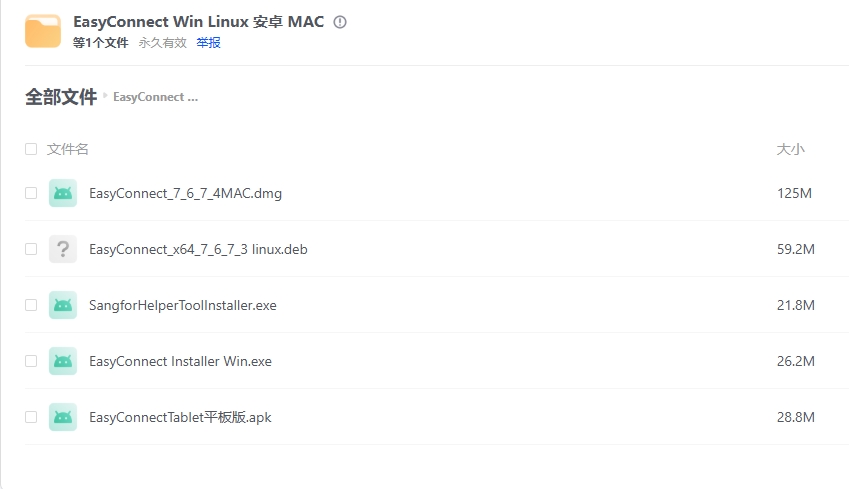 EasyConnect Win Linux 安卓 MAC
等1个文件 永久有效 举报
全部文件 EasyConnect ...
文件名 大小
EasyConnect_7_6_7_4MAC.dmg 125M
EasyConnect_x64_7_6_7_3 linux.deb 59.2M
SangforHelperToolInstaller.exe 21.8M
EasyConnect Installer Win.exe 26.2M
EasyConnectTablet平板版.apk 28.8M